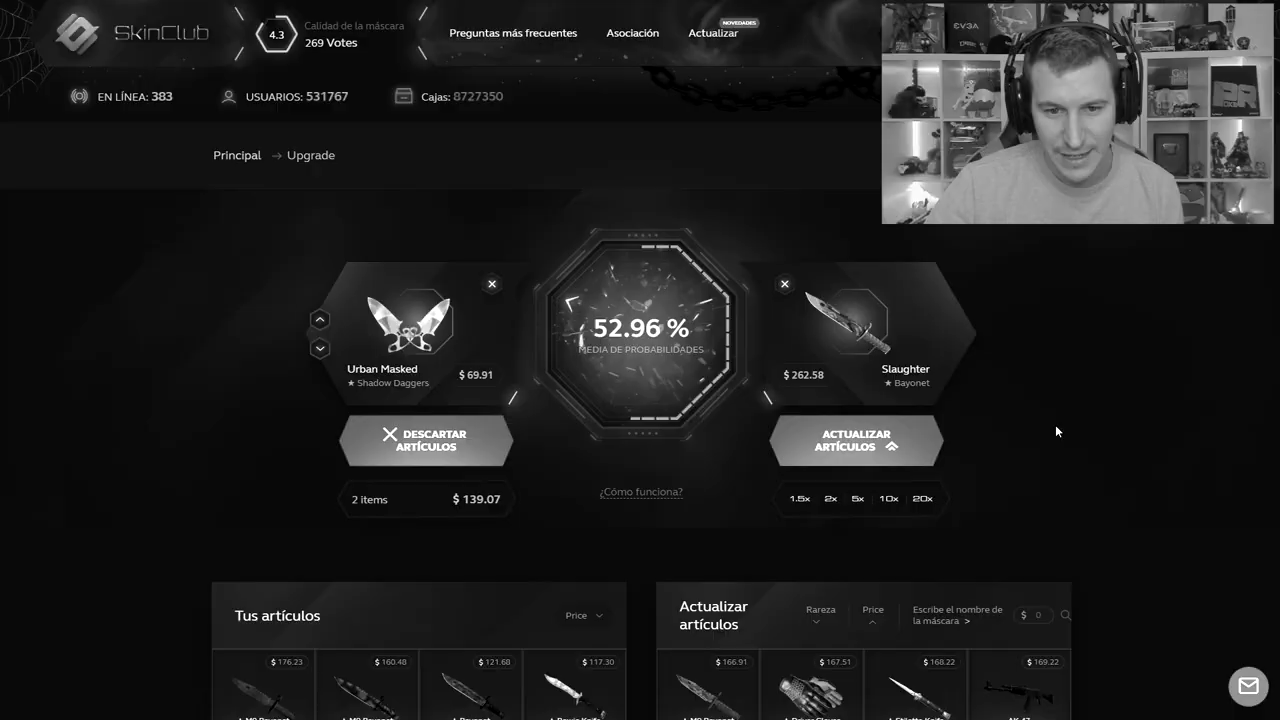 SkinClub
4.3
Calidad de la máscara
269 Votes
Preguntas más frecuentes
Asociación
NOVEDADES
Actualizar
EVGA
EN LÍNEA: 383
USUARIOS: 531767
Cajas: 8727350
Principal → Upgrade
52.96 %
MEDIA DE PROBABILIDADES
Urban Masked
★ Shadow Daggers
$ 69.91
$ 262.58
Slaughter
★ Bayonet
DESCARTAR
ARTÍCULOS
ACTUALIZAR
ARTÍCULOS
2 items
$ 139.07
¿Cómo funciona?
1.5x 2x 5x 10x 20x
Tus artículos
Price
Actualizar
artículos
Rareza
Price
Escribe el nombre de
la máscara >
$ 0
$ 176.23
$ 160.48
$ 121.68
$ 117.30
$ 166.91
$ 167.51
$ 168.22
$ 169.22